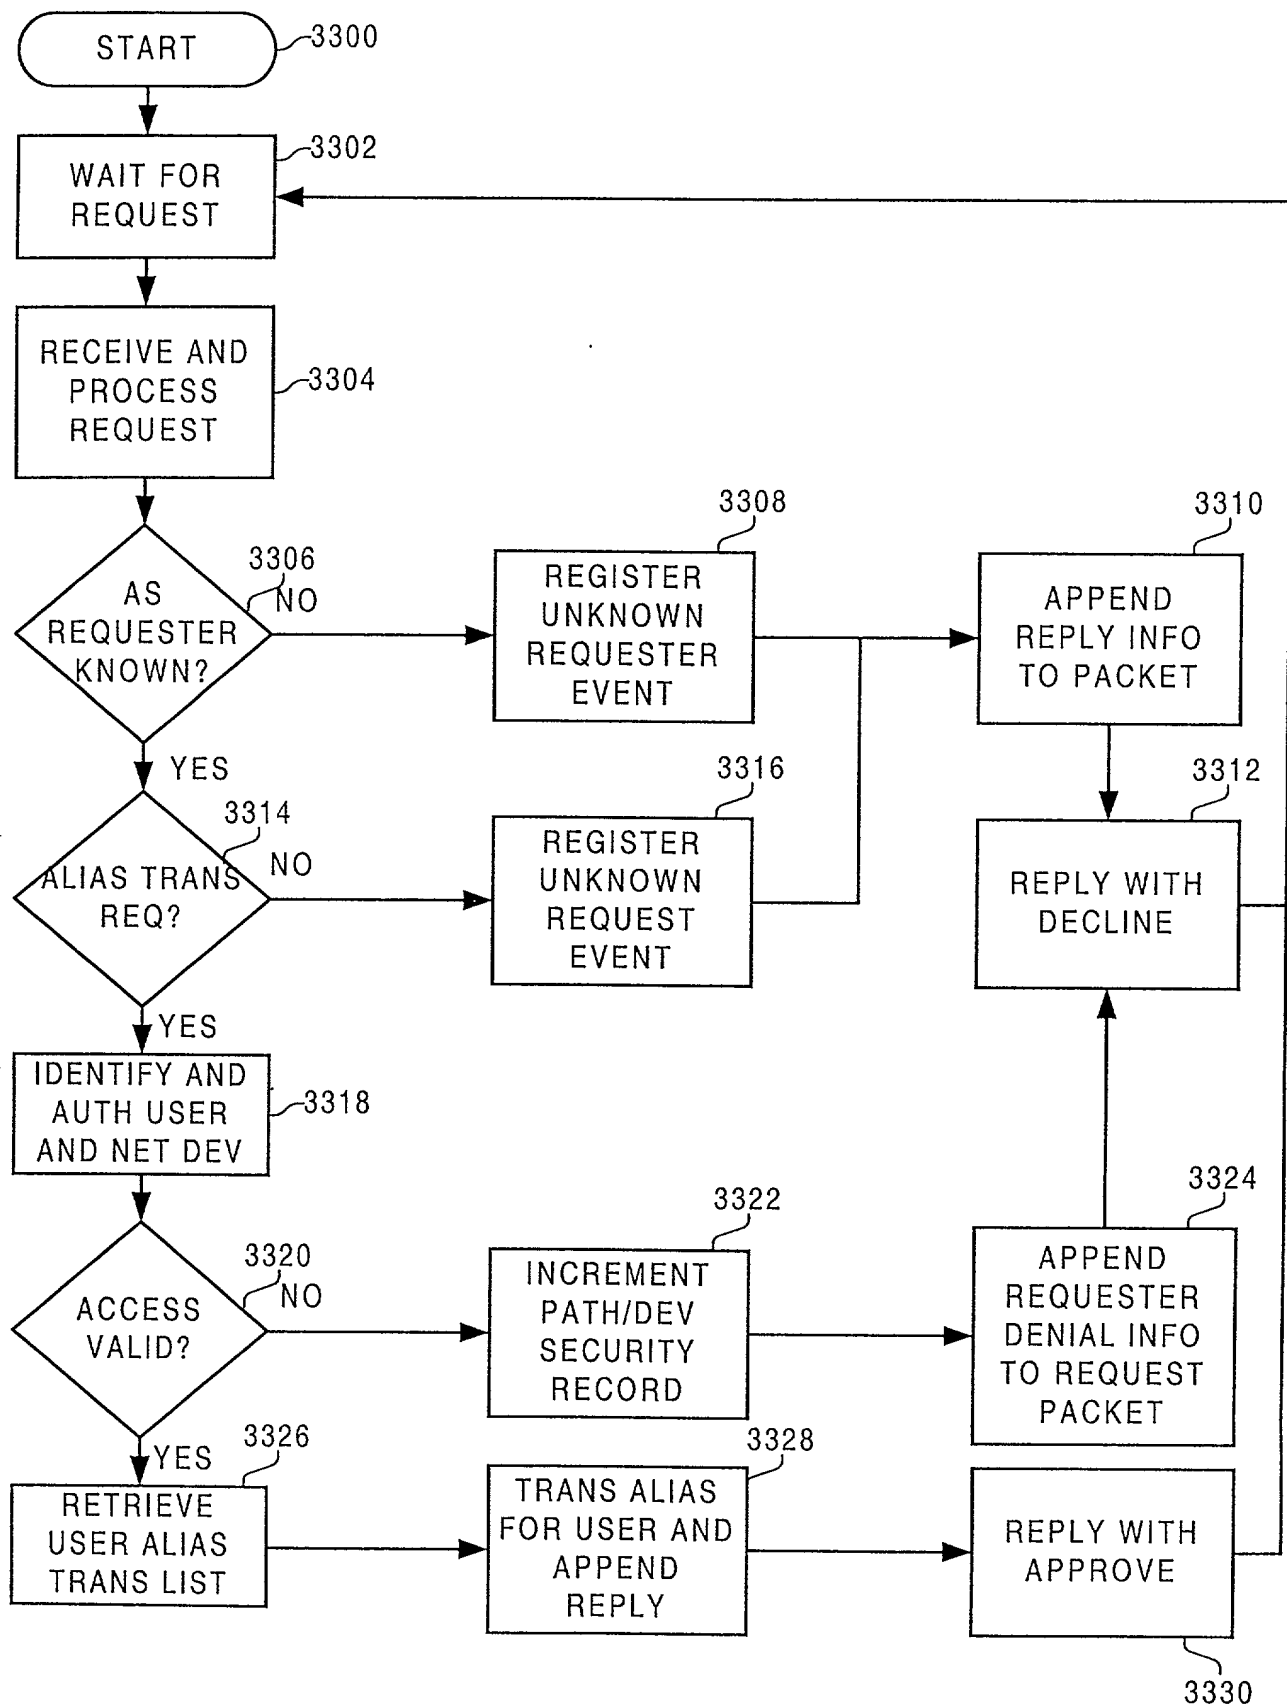 START
3300
WAIT FOR
REQUEST
3302
RECEIVE AND
PROCESS
REQUEST
3304
AS
REQUESTER
KNOWN?
3306
NO
REGISTER
UNKNOWN
REQUESTER
EVENT
3308
APPEND
REPLY INFO
TO PACKET
3310
YES
ALIAS TRANS
REQ?
3314
NO
REGISTER
UNKNOWN
REQUEST
EVENT
3316
REPLY WITH
DECLINE
3312
YES
IDENTIFY AND
AUTH USER
AND NET DEV
3318
ACCESS
VALID?
3320
NO
INCREMENT
PATH/DEV
SECURITY
RECORD
3322
APPEND
REQUESTER
DENIAL INFO
TO REQUEST
PACKET
3324
YES
RETRIEVE
USER ALIAS
TRANS LIST
3326
TRANS ALIAS
FOR USER AND
APPEND
REPLY
3328
REPLY WITH
APPROVE
3330